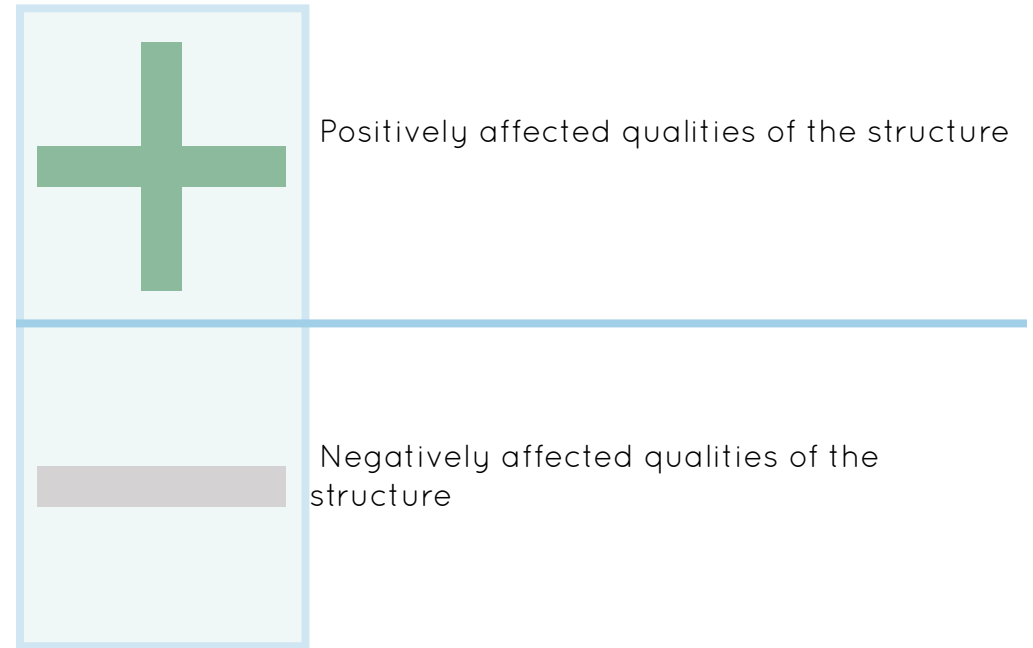 Positively affected qualities of the structure
Negatively affected qualities of the
structure